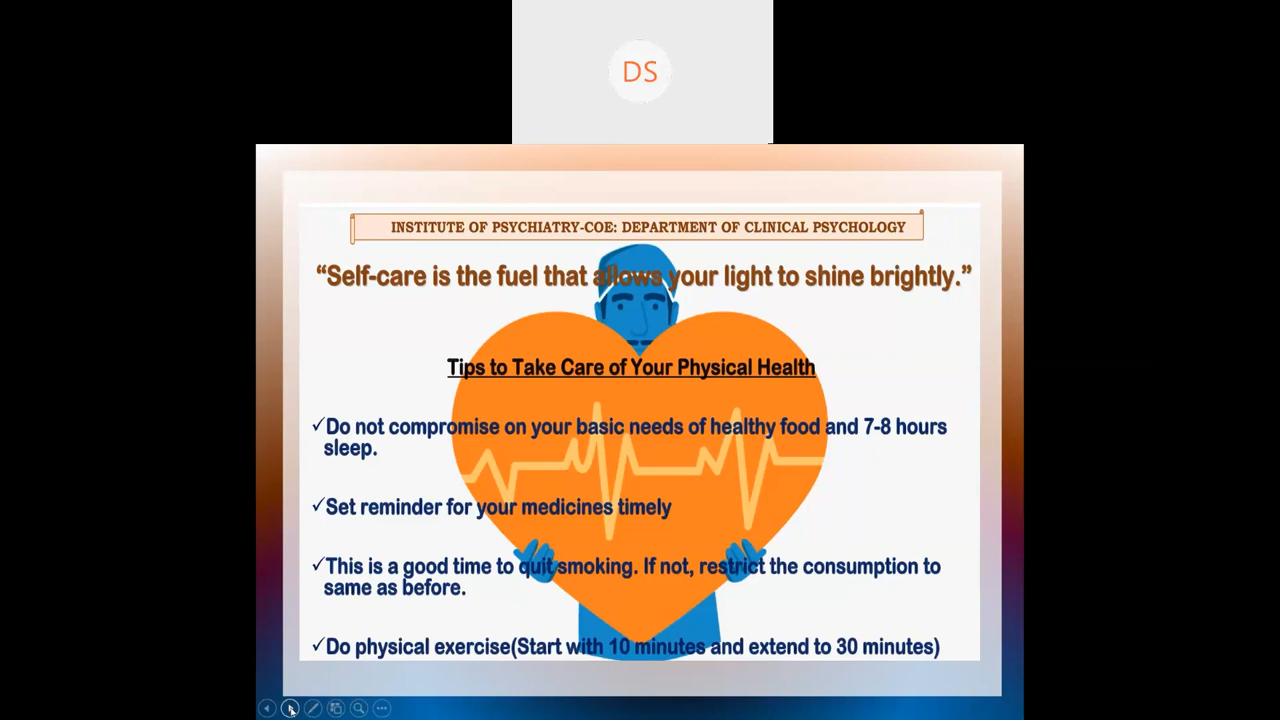 DS
INSTITUTE OF PSYCHIATRY-COE: DEPARTMENT OF CLINICAL PSYCHOLOGY
“Self-care is the fuel that allows your light to shine brightly.”
Tips to Take Care of Your Physical Health
✓Do not compromise on your basic needs of healthy food and 7-8 hours
sleep.
✓Set reminder for your medicines timely
✓This is a good time to quit smoking. If not, restrict the consumption to
same as before.
✓Do physical exercise(Start with 10 minutes and extend to 30 minutes)